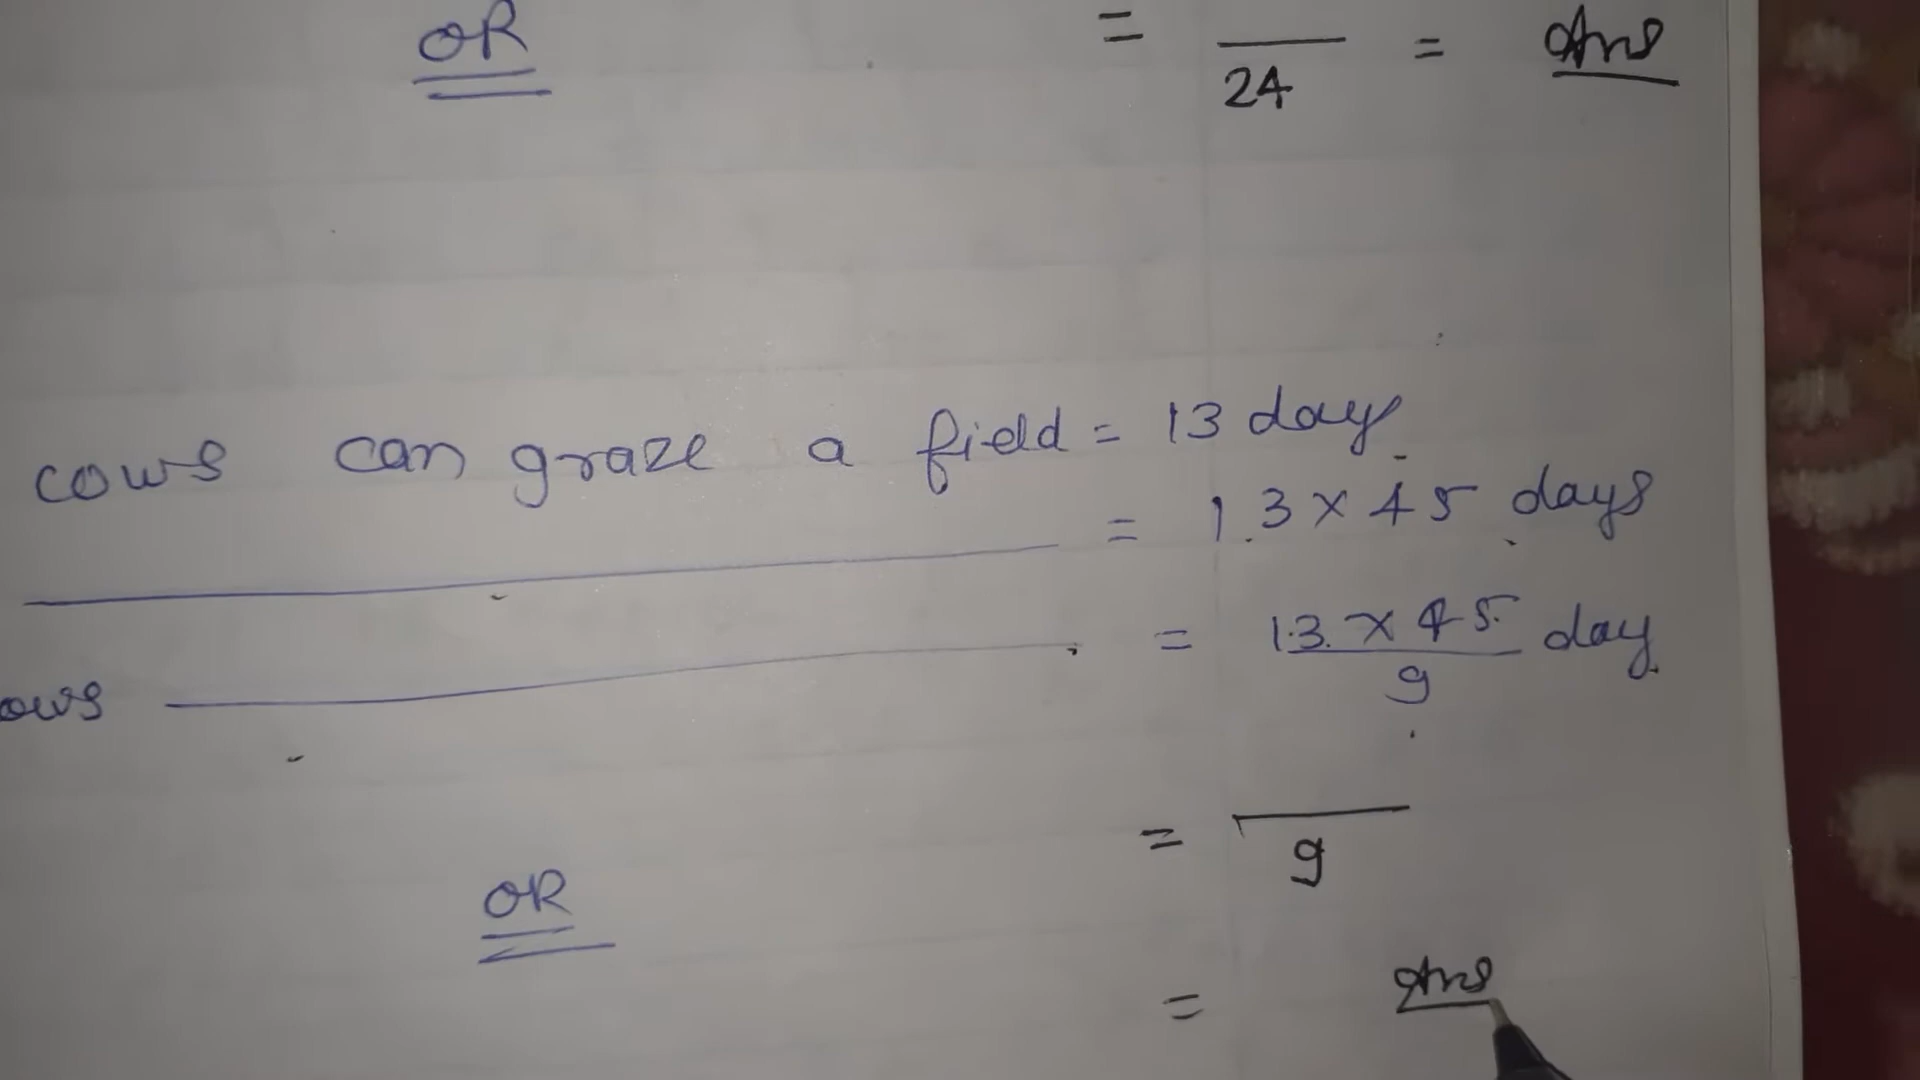 OR
= — = Ans
24
cows can graze a field = 13 day
= 13 × 45 days
ows = 13 × 45 day
9
= —
9
OR
= Ans